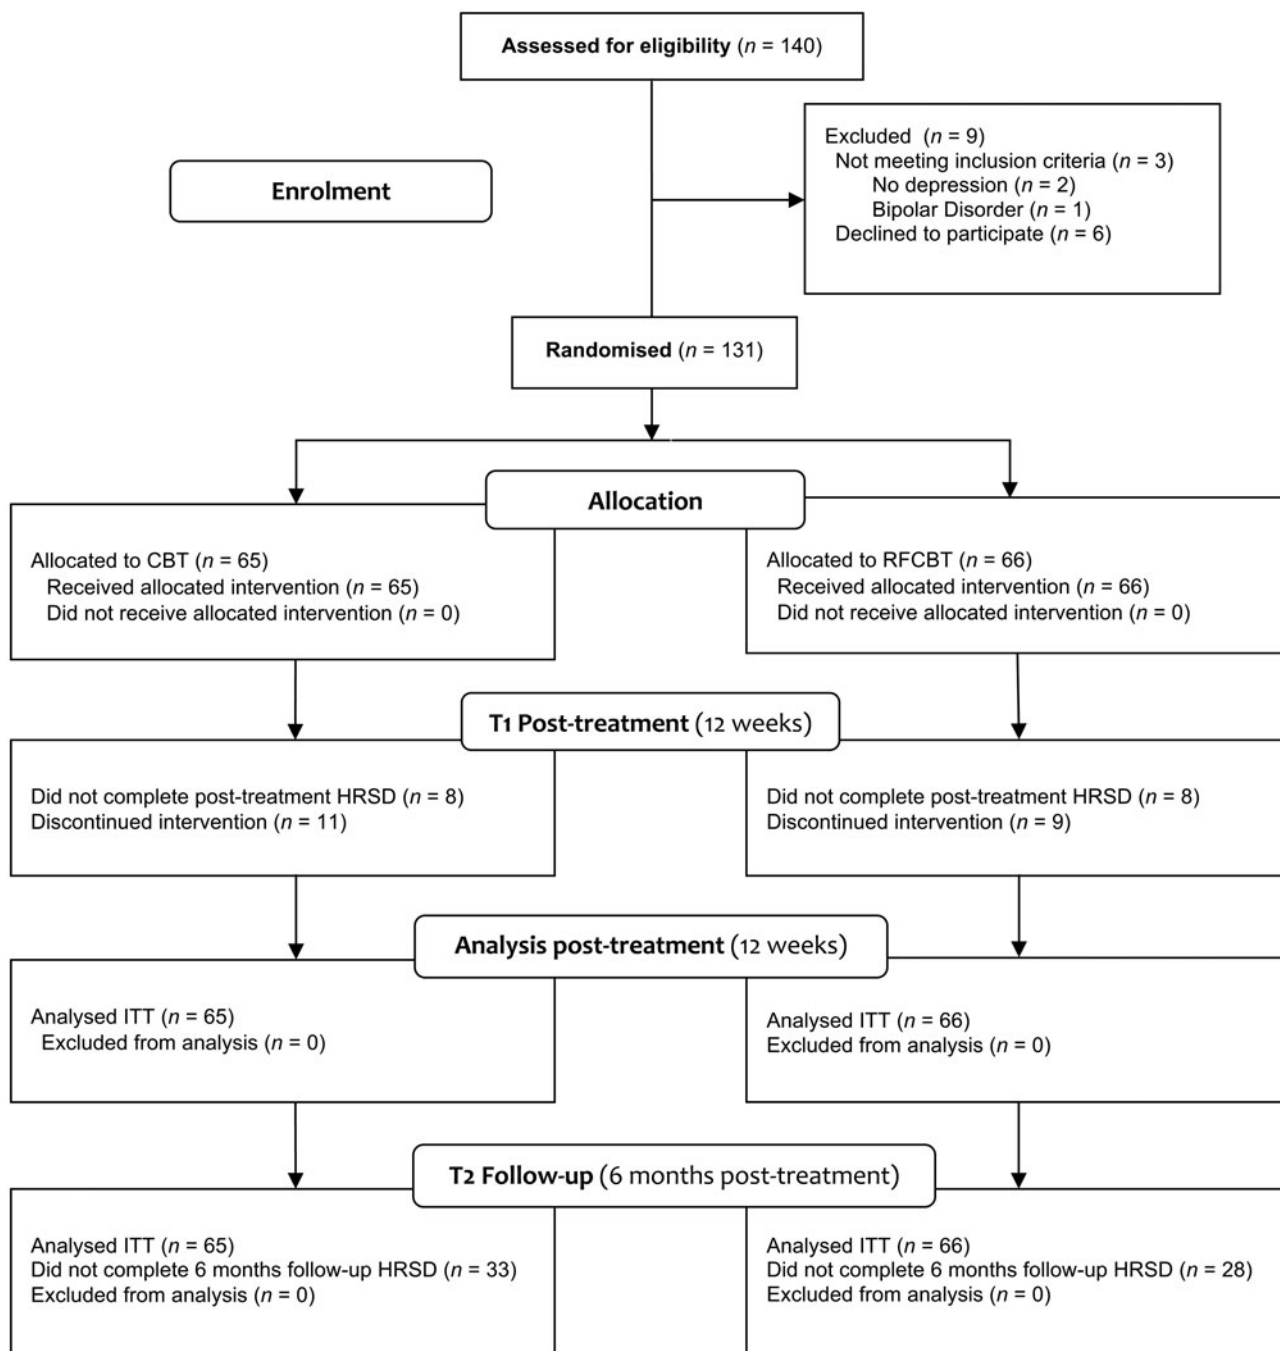 Assessed for eligibility (n = 140)
Excluded (n = 9)
Not meeting inclusion criteria (n = 3)
No depression (n = 2)
Bipolar Disorder (n = 1)
Declined to participate (n = 6)
Enrolment
Randomised (n = 131)
Allocation
Allocated to CBT (n = 65)
Received allocated intervention (n = 65)
Did not receive allocated intervention (n = 0)
Allocated to RFCBT (n = 66)
Received allocated intervention (n = 66)
Did not receive allocated intervention (n = 0)
T1 Post-treatment (12 weeks)
Did not complete post-treatment HRSD (n = 8)
Discontinued intervention (n = 11)
Did not complete post-treatment HRSD (n = 8)
Discontinued intervention (n = 9)
Analysis post-treatment (12 weeks)
Analysed ITT (n = 65)
Excluded from analysis (n = 0)
Analysed ITT (n = 66)
Excluded from analysis (n = 0)
T2 Follow-up (6 months post-treatment)
Analysed ITT (n = 65)
Did not complete 6 months follow-up HRSD (n = 33)
Excluded from analysis (n = 0)
Analysed ITT (n = 66)
Did not complete 6 months follow-up HRSD (n = 28)
Excluded from analysis (n = 0)